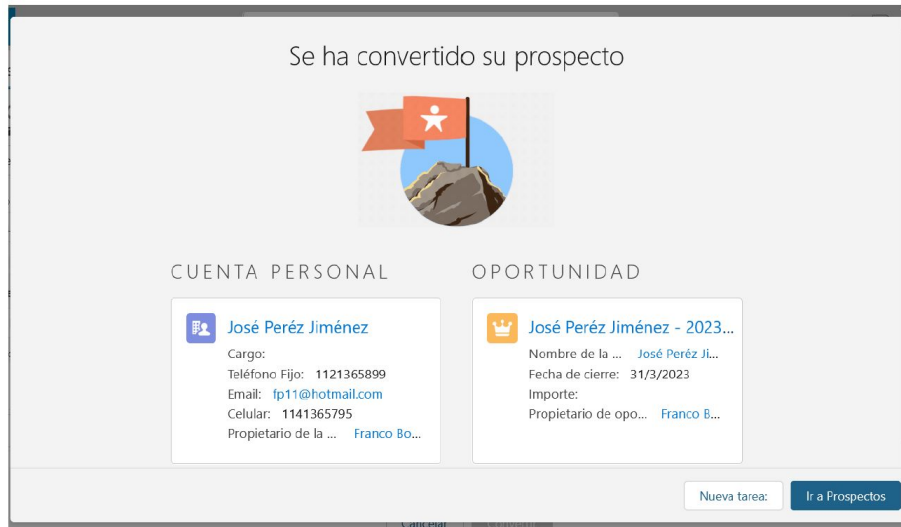 Se ha convertido su prospecto
CUENTA PERSONAL
José Peréz Jiménez
Cargo:
Teléfono Fijo: 1121365899
Email: fp11@hotmail.com
Celular: 1141365795
Propietario de la ... Franco Bo...
OPORTUNIDAD
José Peréz Jiménez - 2023...
Nombre de la ... José Peréz Ji...
Fecha de cierre: 31/3/2023
Importe:
Propietario de opo... Franco B...
Nueva tarea:
Ir a Prospectos
Cancelar